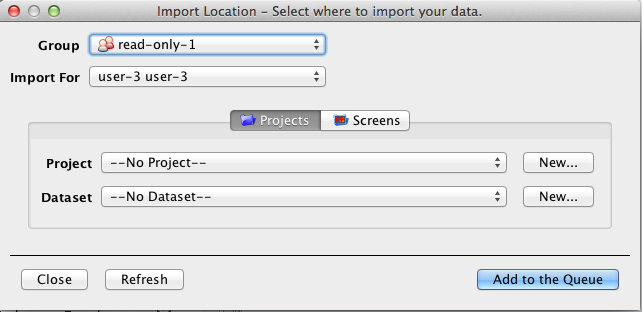 Import Location – Select where to import your data.
Group read-only-1
Import For user-3 user-3
Projects Screens
Project --No Project-- New...
Dataset --No Dataset-- New...
Close Refresh Add to the Queue